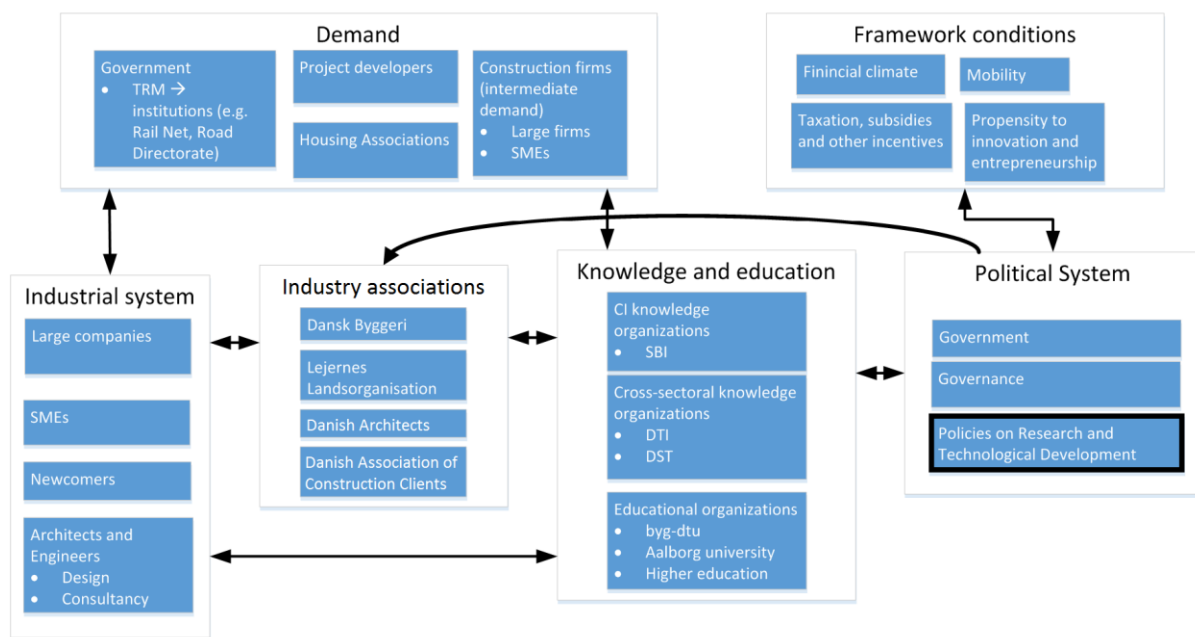 Demand
Government
• TRM →
institutions (e.g.
Rail Net, Road
Directorate)
Project developers
Housing Associations
Construction firms
(intermediate
demand)
• Large firms
• SMEs
Framework conditions
Finincial climate
Mobility
Taxation, subsidies
and other incentives
Propensity to
innovation and
entrepreneurship
Industrial system
Large companies
SMEs
Newcomers
Architects and
Engineers
• Design
• Consultancy
Industry associations
Dansk Byggeri
Lejernes
Landsorganisation
Danish Architects
Danish Association of
Construction Clients
Knowledge and education
CI knowledge
organizations
• SBI
Cross-sectoral knowledge
organizations
• DTI
• DST
Educational organizations
• byg-dtu
• Aalborg university
• Higher education
Political System
Government
Governance
Policies on Research and
Technological Development